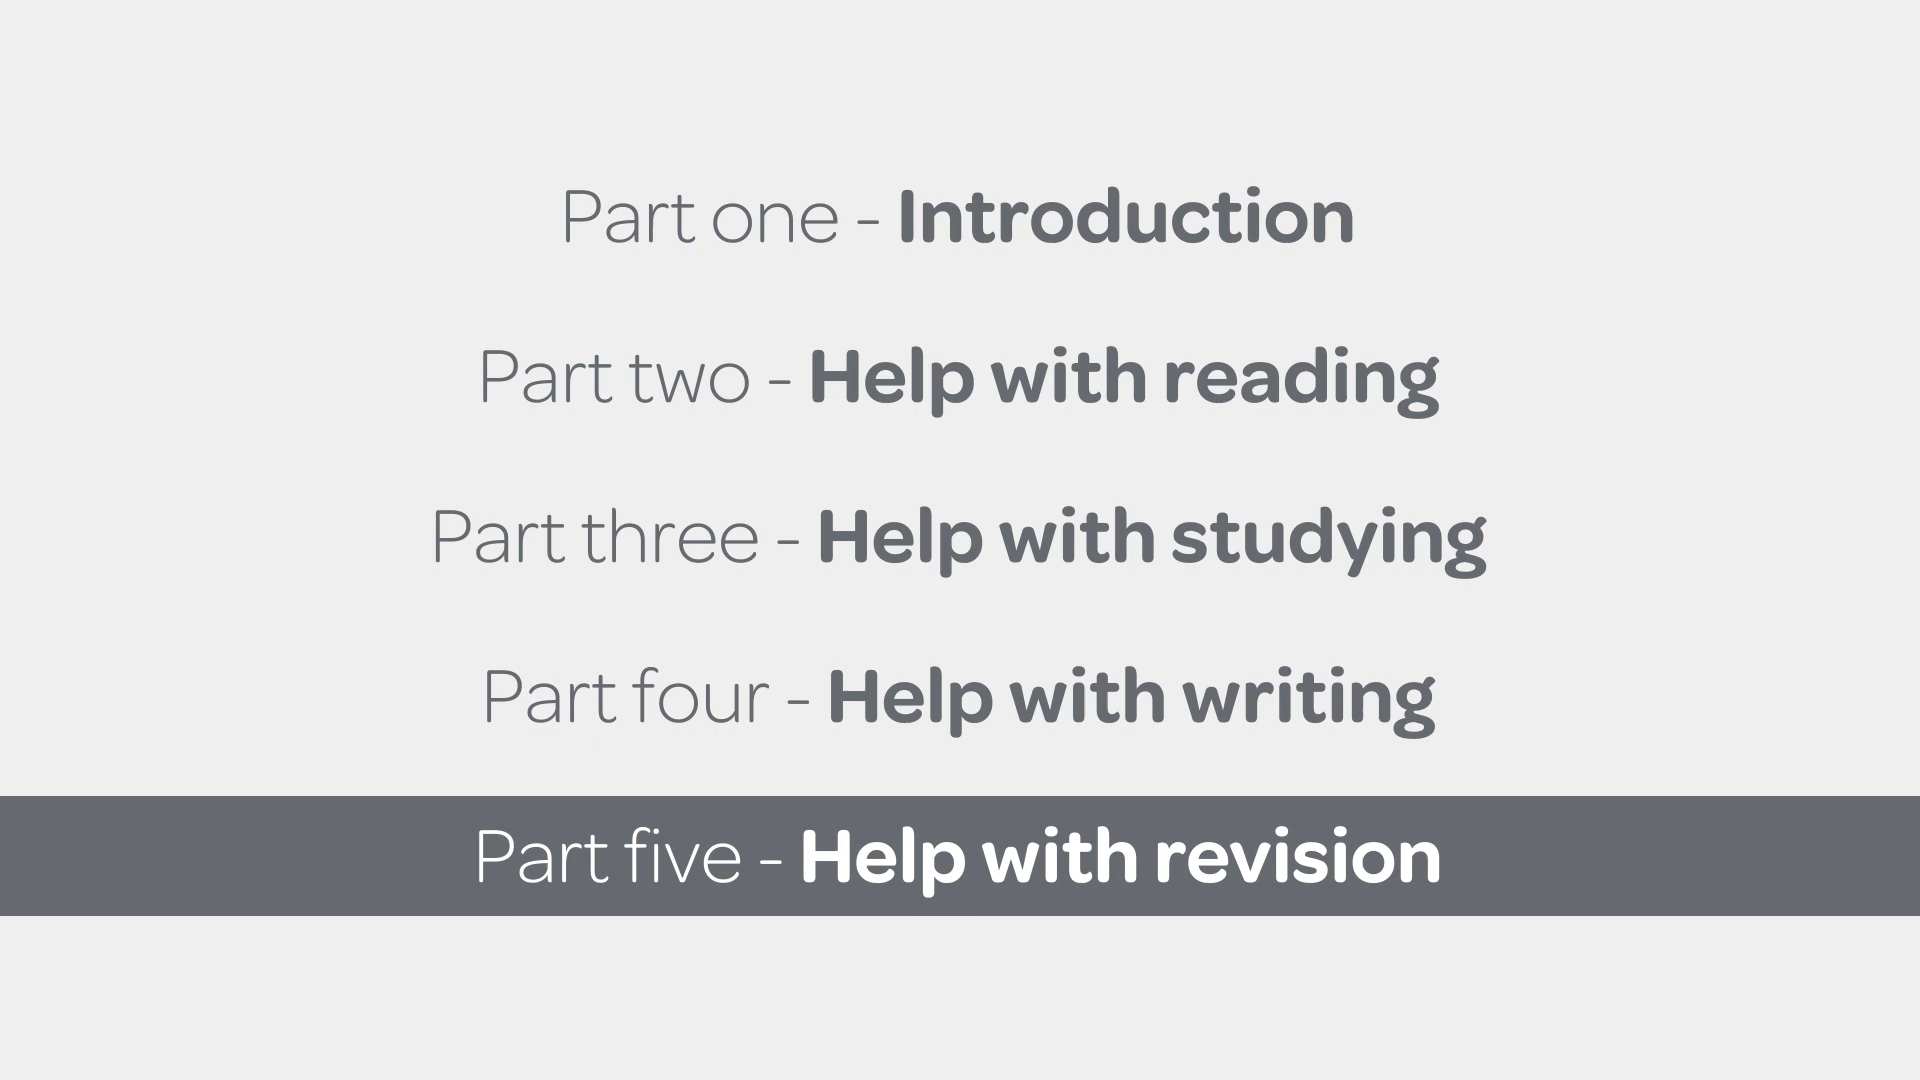 Part one - Introduction
Part two - Help with reading
Part three - Help with studying
Part four - Help with writing
Part five - Help with revision